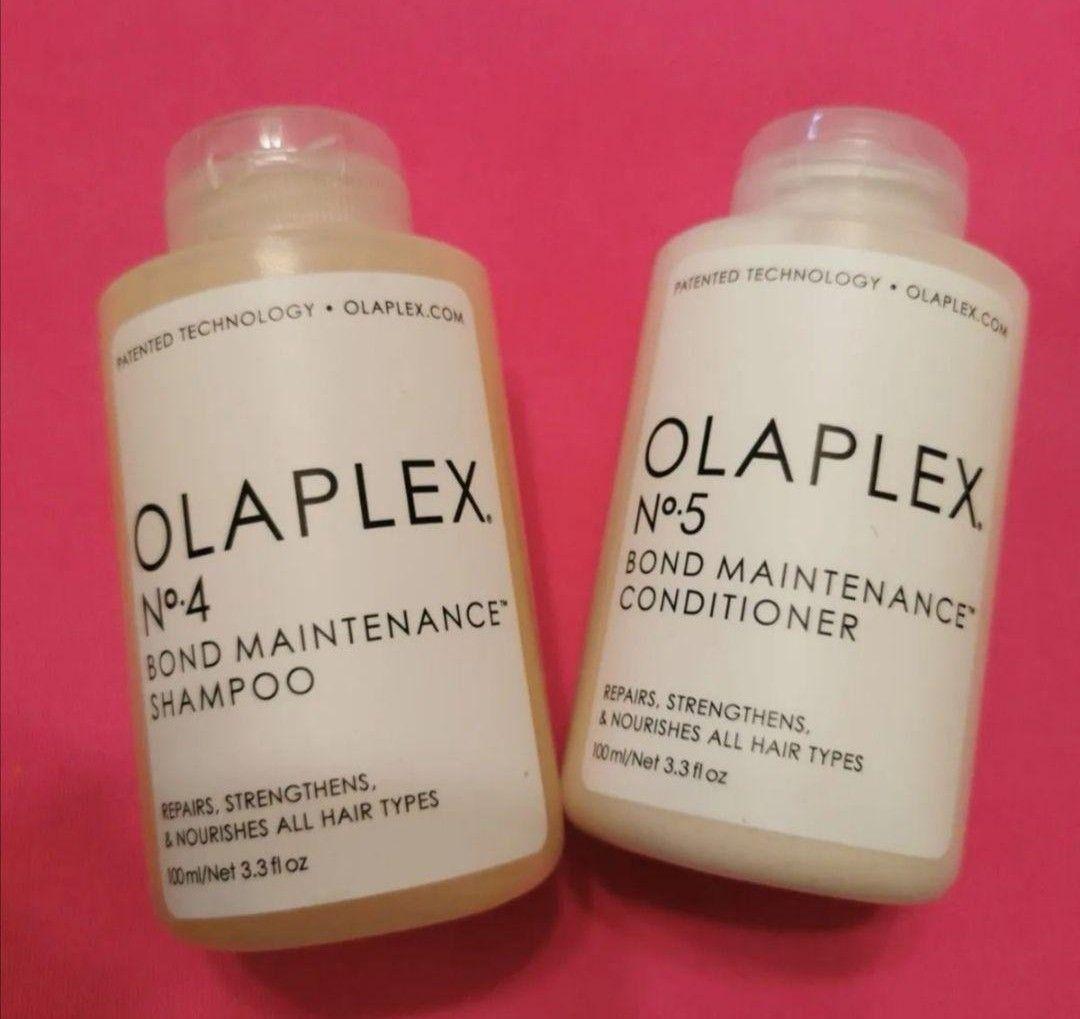 PATENTED TECHNOLOGY • OLAPLEX.COM
OLAPLEX.
Nº.4
BOND MAINTENANCE™
SHAMPOO
REPAIRS, STRENGTHENS,
& NOURISHES ALL HAIR TYPES
100ml/Net 3.3 fl oz
PATENTED TECHNOLOGY • OLAPLEX.COM
OLAPLEX.
Nº.5
BOND MAINTENANCE™
CONDITIONER
REPAIRS, STRENGTHENS,
& NOURISHES ALL HAIR TYPES
100ml/Net 3.3 fl oz